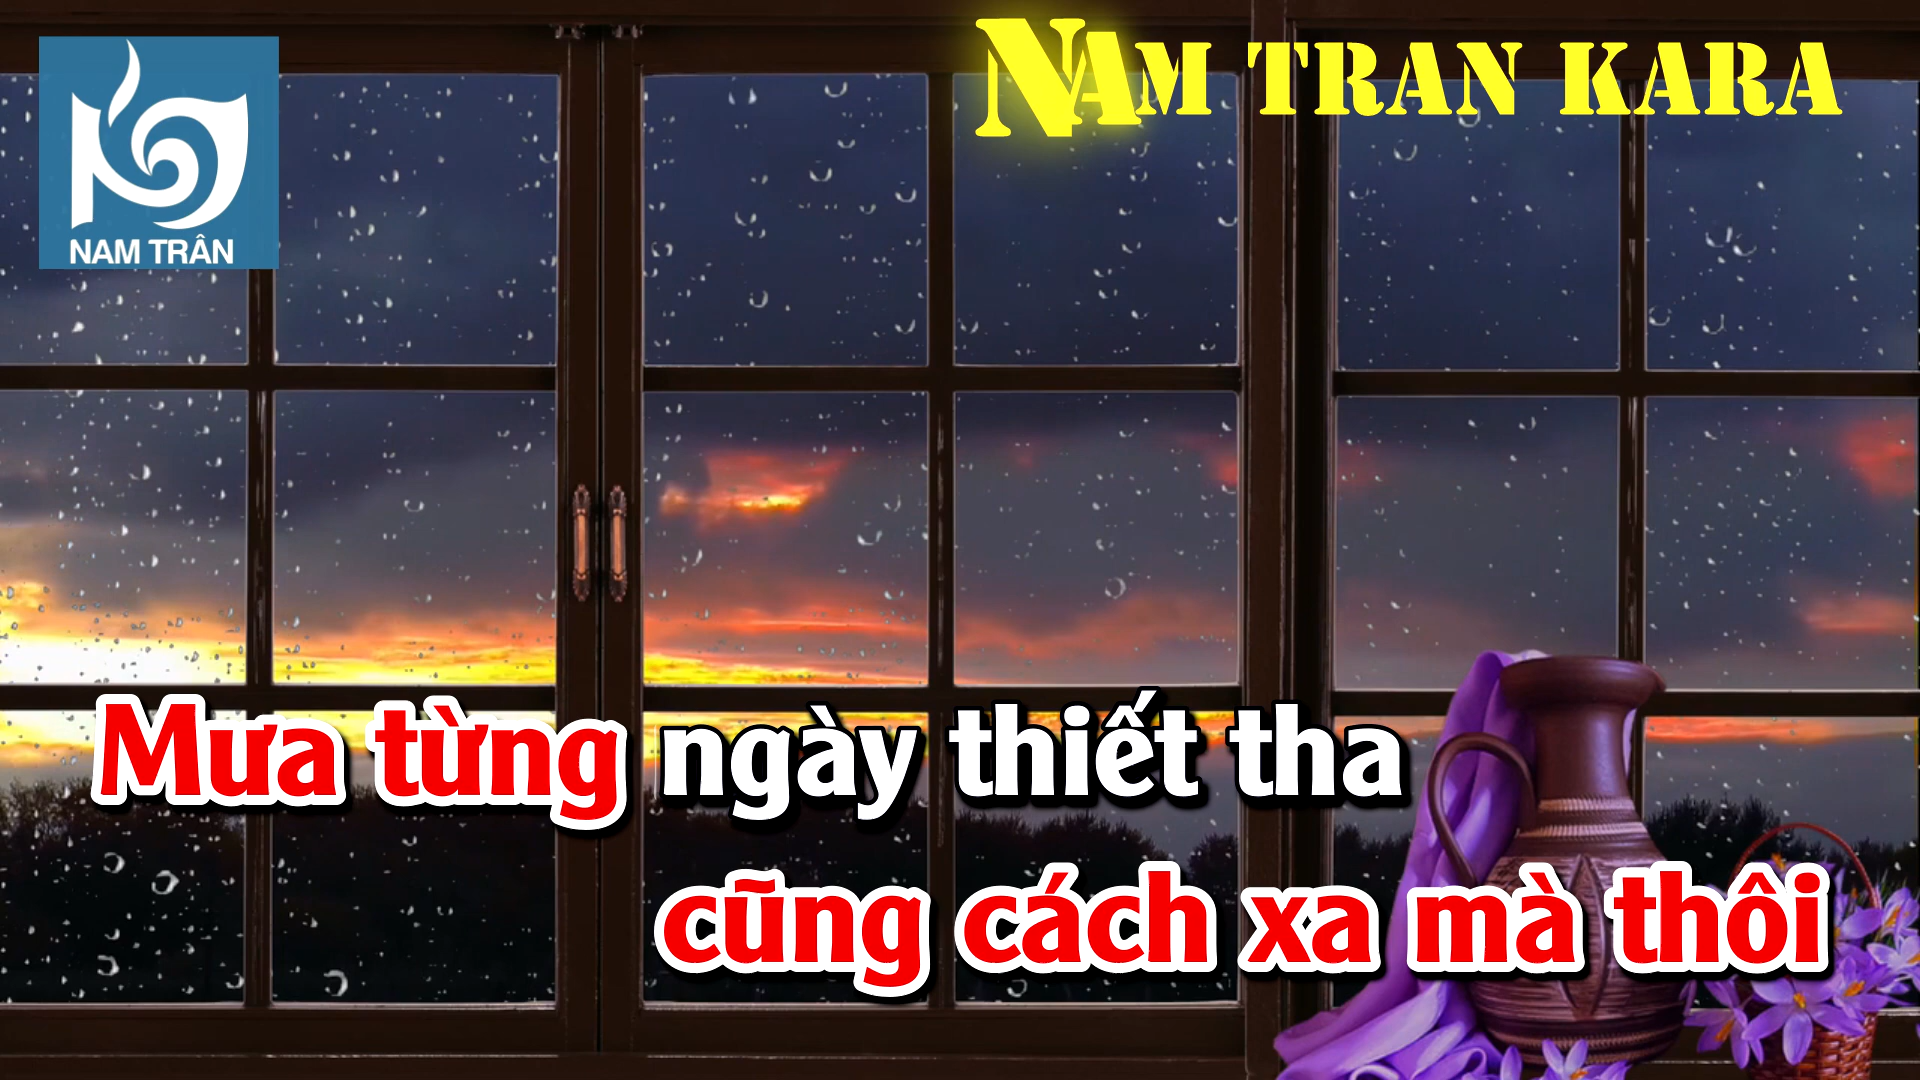 NAM TRAN KARA
NAM TRÂN
Mưa từng ngày thiết tha
cũng cách xa mà thôi